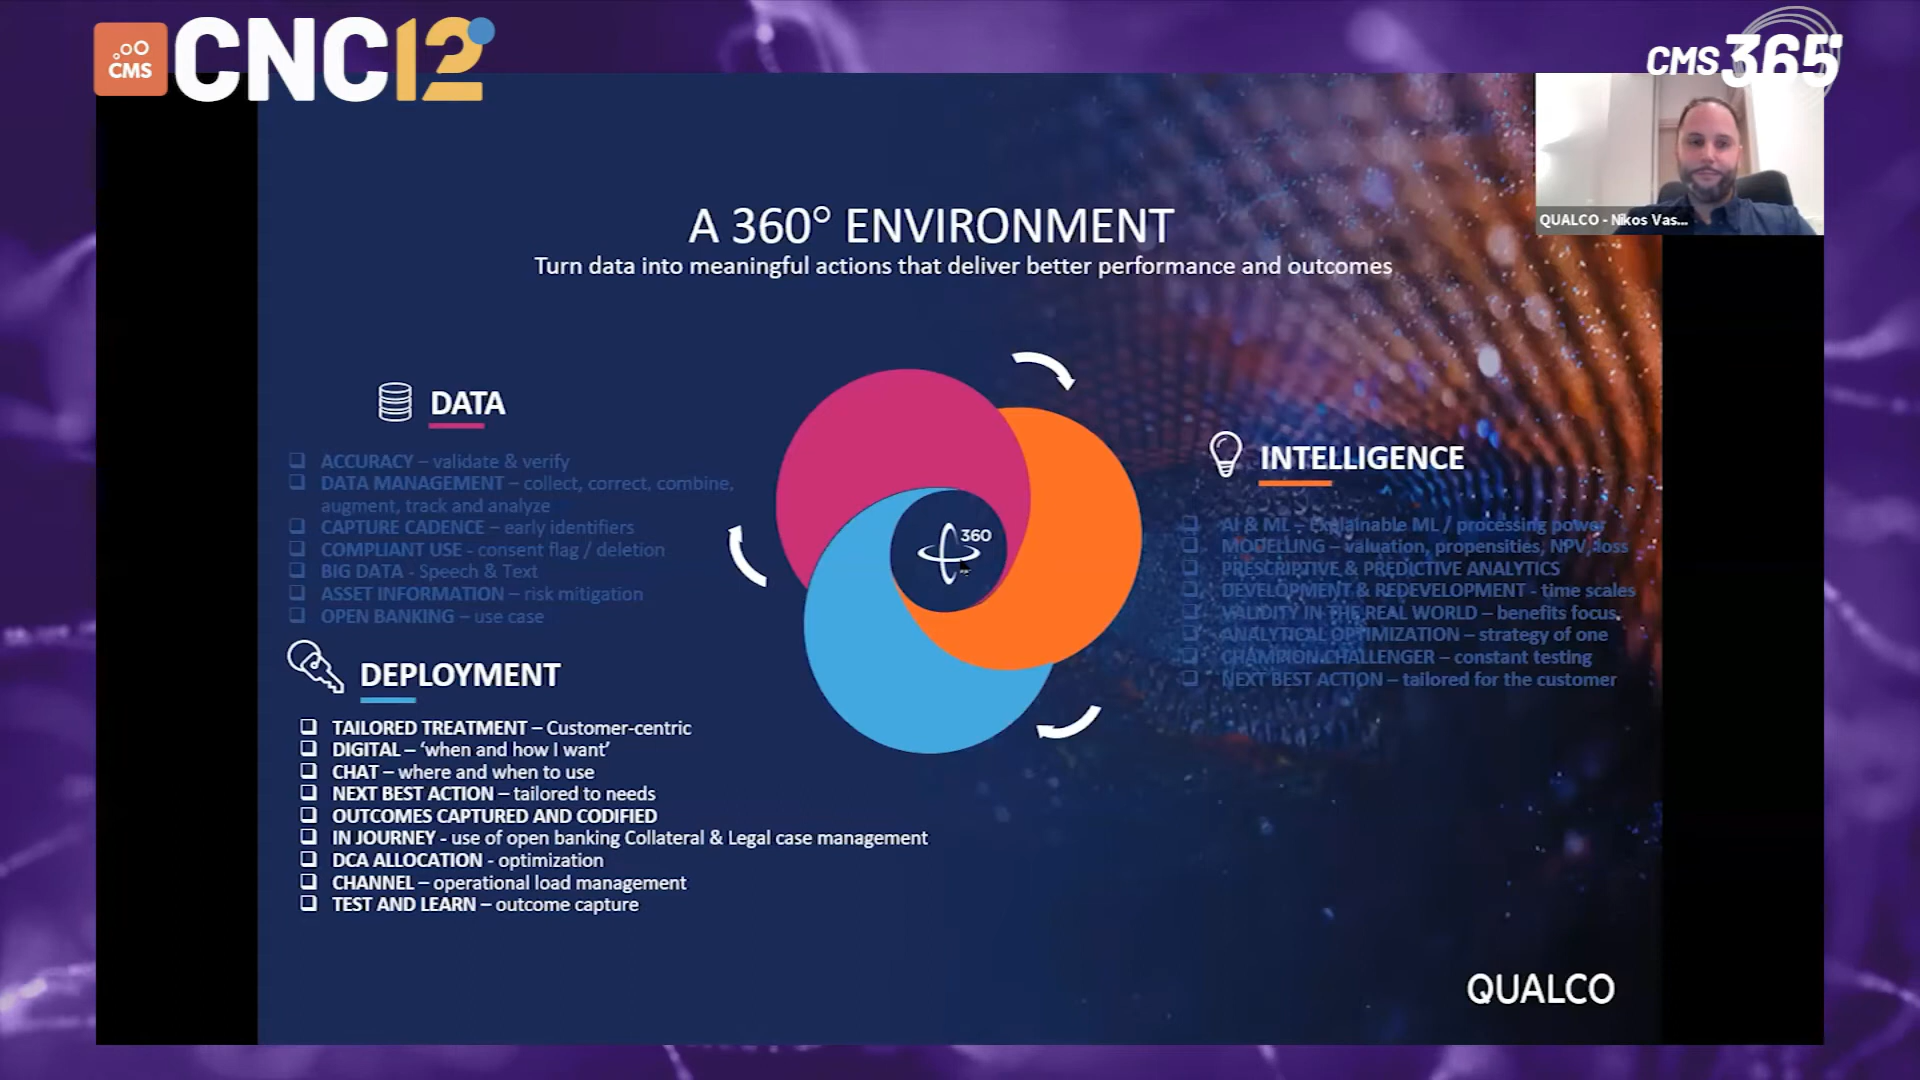 CMS
CNC12
CMS365
QUALCO - Nikos Vas...
A 360° ENVIRONMENT
Turn data into meaningful actions that deliver better performance and outcomes
DATA
❑ ACCURACY – validate & verify
❑ DATA MANAGEMENT – collect, correct, combine,
augment, track and analyze
❑ CAPTURE CADENCE – early identifiers
❑ COMPLIANT USE - consent flag / deletion
❑ BIG DATA - Speech & Text
❑ ASSET INFORMATION – risk mitigation
❑ OPEN BANKING – use case
360
INTELLIGENCE
❑ AI & ML – Explainable ML / processing power
❑ MODELLING – valuation, propensities, NPV, loss
❑ PRESCRIPTIVE & PREDICTIVE ANALYTICS
❑ DEVELOPMENT & REDEVELOPMENT - time scales
❑ VALIDITY IN THE REAL WORLD – benefits focus.
❑ ANALYTICAL OPTIMIZATION – strategy of one
❑ CHAMPION CHALLENGER – constant testing
❑ NEXT BEST ACTION – tailored for the customer
DEPLOYMENT
❑ TAILORED TREATMENT – Customer-centric
❑ DIGITAL – ‘when and how I want’
❑ CHAT – where and when to use
❑ NEXT BEST ACTION – tailored to needs
❑ OUTCOMES CAPTURED AND CODIFIED
❑ IN JOURNEY - use of open banking Collateral & Legal case management
❑ DCA ALLOCATION - optimization
❑ CHANNEL – operational load management
❑ TEST AND LEARN – outcome capture
QUALCO